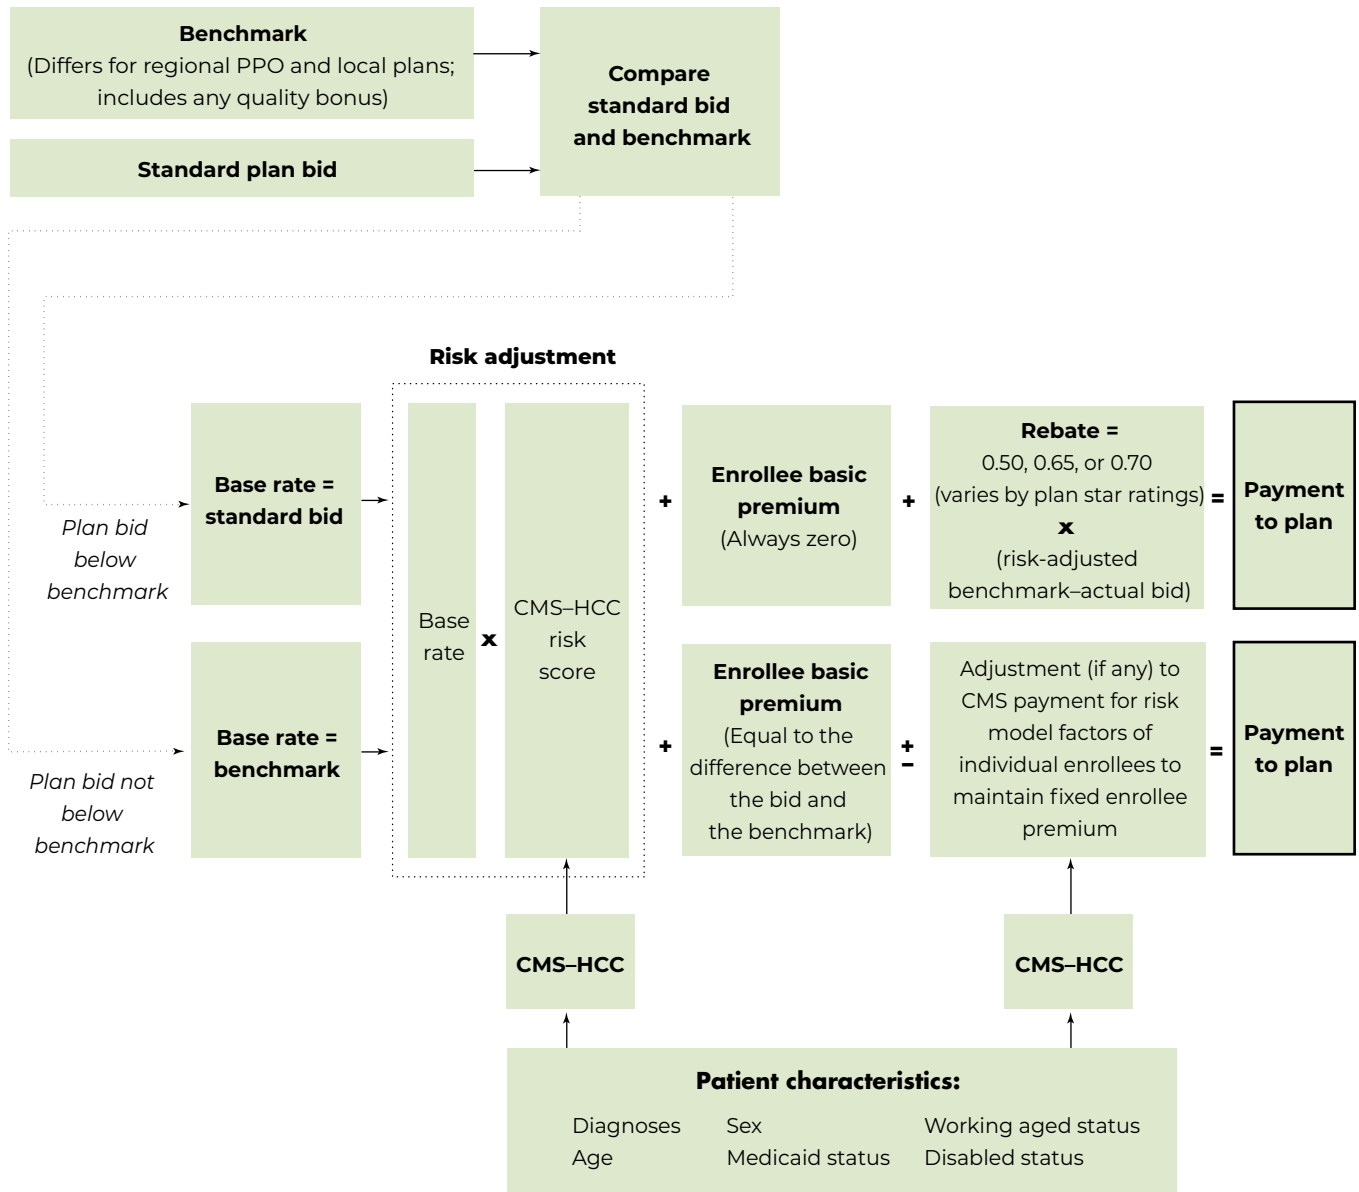 Benchmark
(Differs for regional PPO and local plans;
includes any quality bonus)
Standard plan bid
Compare
standard bid
and benchmark
Risk adjustment
Plan bid
below
benchmark
Base rate =
standard bid
Plan bid not
below
benchmark
Base rate =
benchmark
Base
rate
x
CMS–HCC
risk
score
+
Enrollee basic
premium
(Always zero)
+
Rebate =
0.50, 0.65, or 0.70
(varies by plan star ratings)
x
(risk-adjusted
benchmark–actual bid)
=
Payment
to plan
+
Enrollee basic
premium
(Equal to the
difference between
the bid and
the benchmark)
+
–
Adjustment (if any) to
CMS payment for risk
model factors of
individual enrollees to
maintain fixed enrollee
premium
=
Payment
to plan
CMS–HCC
CMS–HCC
Patient characteristics:
Diagnoses Sex Working aged status
Age Medicaid status Disabled status